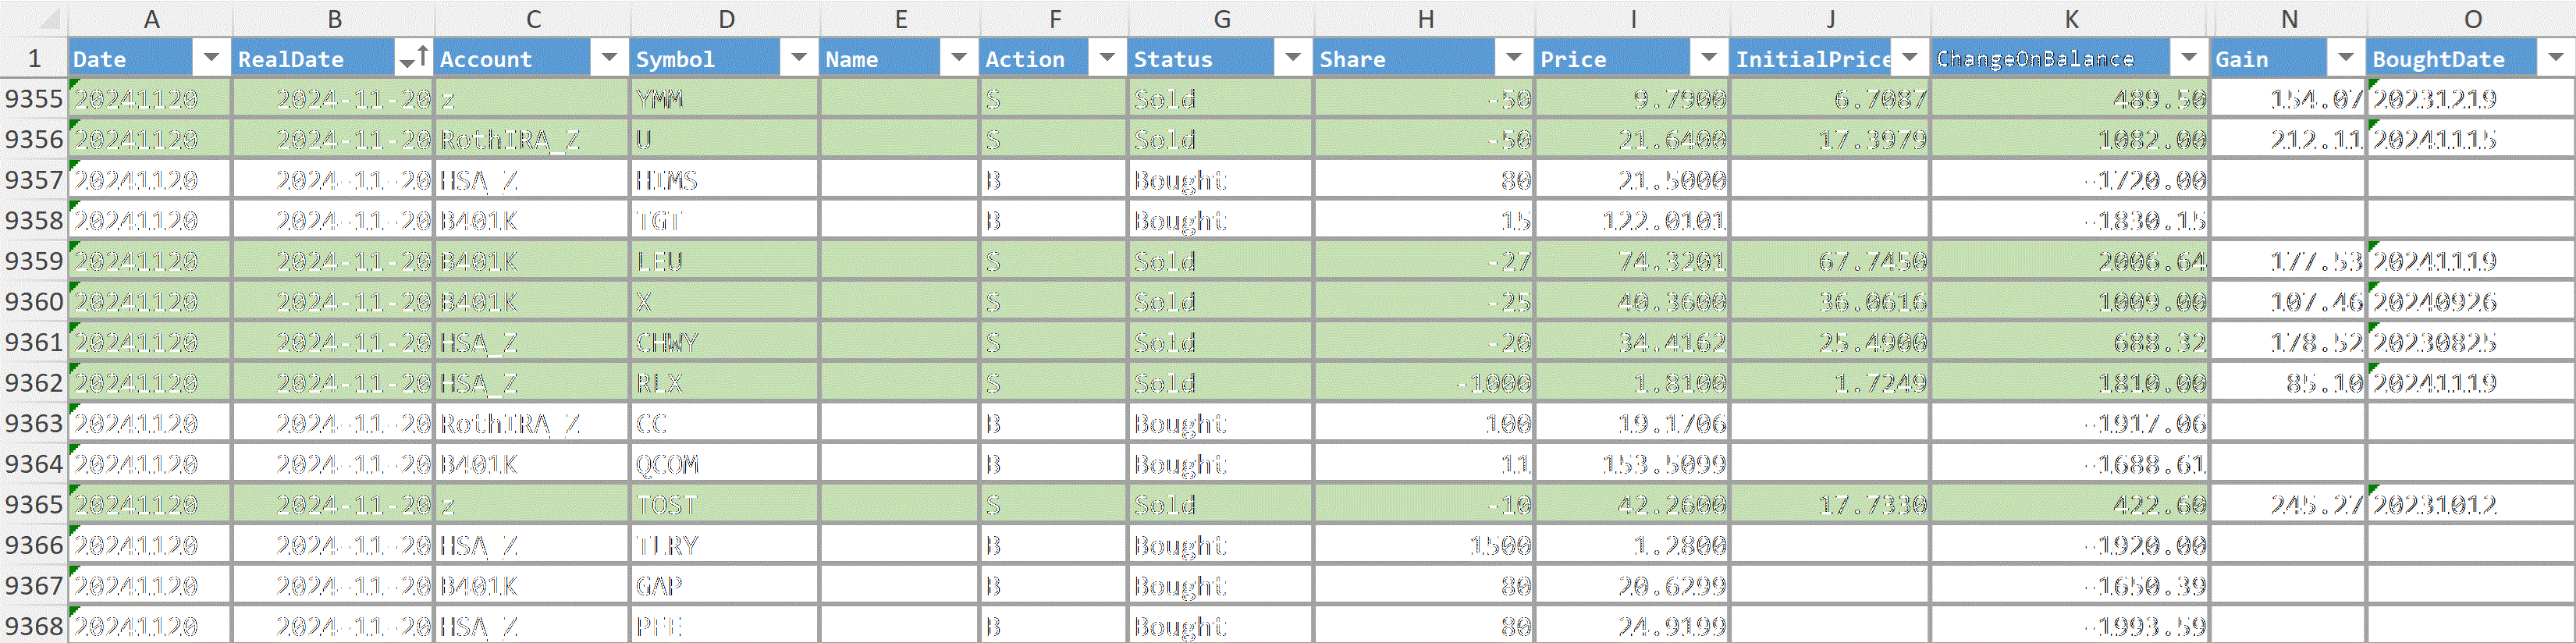 A B C D E F G H I J K N O
1 Date RealDate Account Symbol Name Action Status Share Price InitialPrice ChangeOnBalance Gain BoughtDate
9355 20241120 2024-11-20 z YMM S Sold -50 9.7900 6.7087 489.50 154.07 20231219
9356 20241120 2024-11-20 RothIRA_Z U S Sold -50 21.6400 17.3979 1082.00 212.11 20241115
9357 20241120 2024-11-20 HSA_Z HIMS B Bought 80 21.5000 -1720.00
9358 20241120 2024-11-20 B401K TGT B Bought 15 122.0101 -1830.15
9359 20241120 2024-11-20 B401K LEU S Sold -27 74.3201 67.7450 2006.64 177.53 20241119
9360 20241120 2024-11-20 B401K X S Sold -25 40.3600 36.0616 1009.00 107.46 20240926
9361 20241120 2024-11-20 HSA_Z CHWY S Sold -20 34.4162 25.4900 688.32 178.52 20230825
9362 20241120 2024-11-20 HSA_Z RLX S Sold -1000 1.8100 1.7249 1810.00 85.10 20241119
9363 20241120 2024-11-20 RothIRA_Z CC B Bought 100 19.1706 -1917.06
9364 20241120 2024-11-20 B401K QCOM B Bought 11 153.5099 -1688.61
9365 20241120 2024-11-20 z TOST S Sold -10 42.2600 17.7330 422.60 245.27 20231012
9366 20241120 2024-11-20 HSA_Z TLRY B Bought 1500 1.2800 -1920.00
9367 20241120 2024-11-20 B401K GAP B Bought 80 20.6299 -1650.39
9368 20241120 2024-11-20 HSA_Z PFE B Bought 80 24.9199 -1993.59